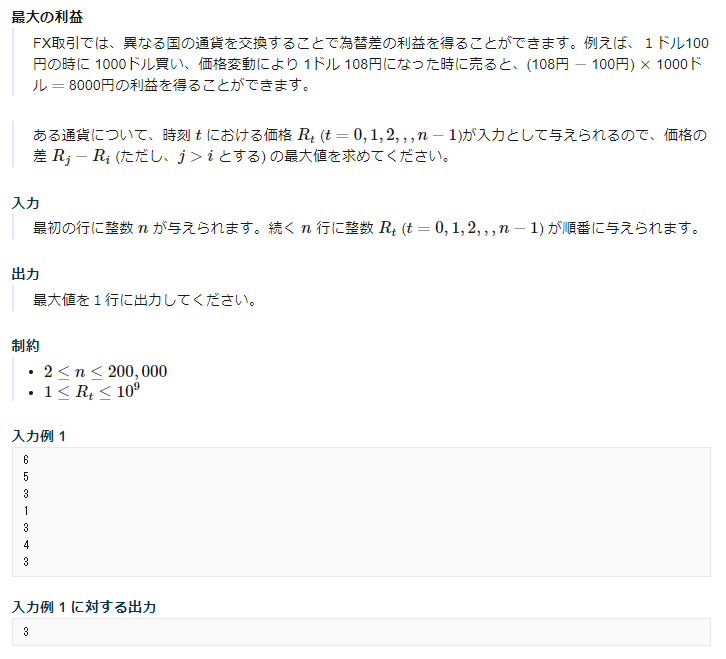 最大の利益
FX取引では、異なる国の通貨を交換することで為替差の利益を得ることができます。例えば、１ドル100
円の時に 1000ドル買い、価格変動により 1ドル 108円になった時に売ると、(108円 − 100円) × 1000ド
ル = 8000円の利益を得ることができます。
ある通貨について、時刻 t における価格 Rt (t = 0, 1, 2, , , n − 1)が入力として与えられるので、価格の
差 Rj − Ri (ただし、j > i とする) の最大値を求めてください。
入力
最初の行に整数 n が与えられます。続く n 行に整数 Rt (t = 0, 1, 2, , , n − 1) が順番に与えられます。
出力
最大値を１行に出力してください。
制約
• 2 ≤ n ≤ 200,000
• 1 ≤ Rt ≤ 10⁹
入力例 1
6
5
3
1
3
4
3
入力例 1 に対する出力
3